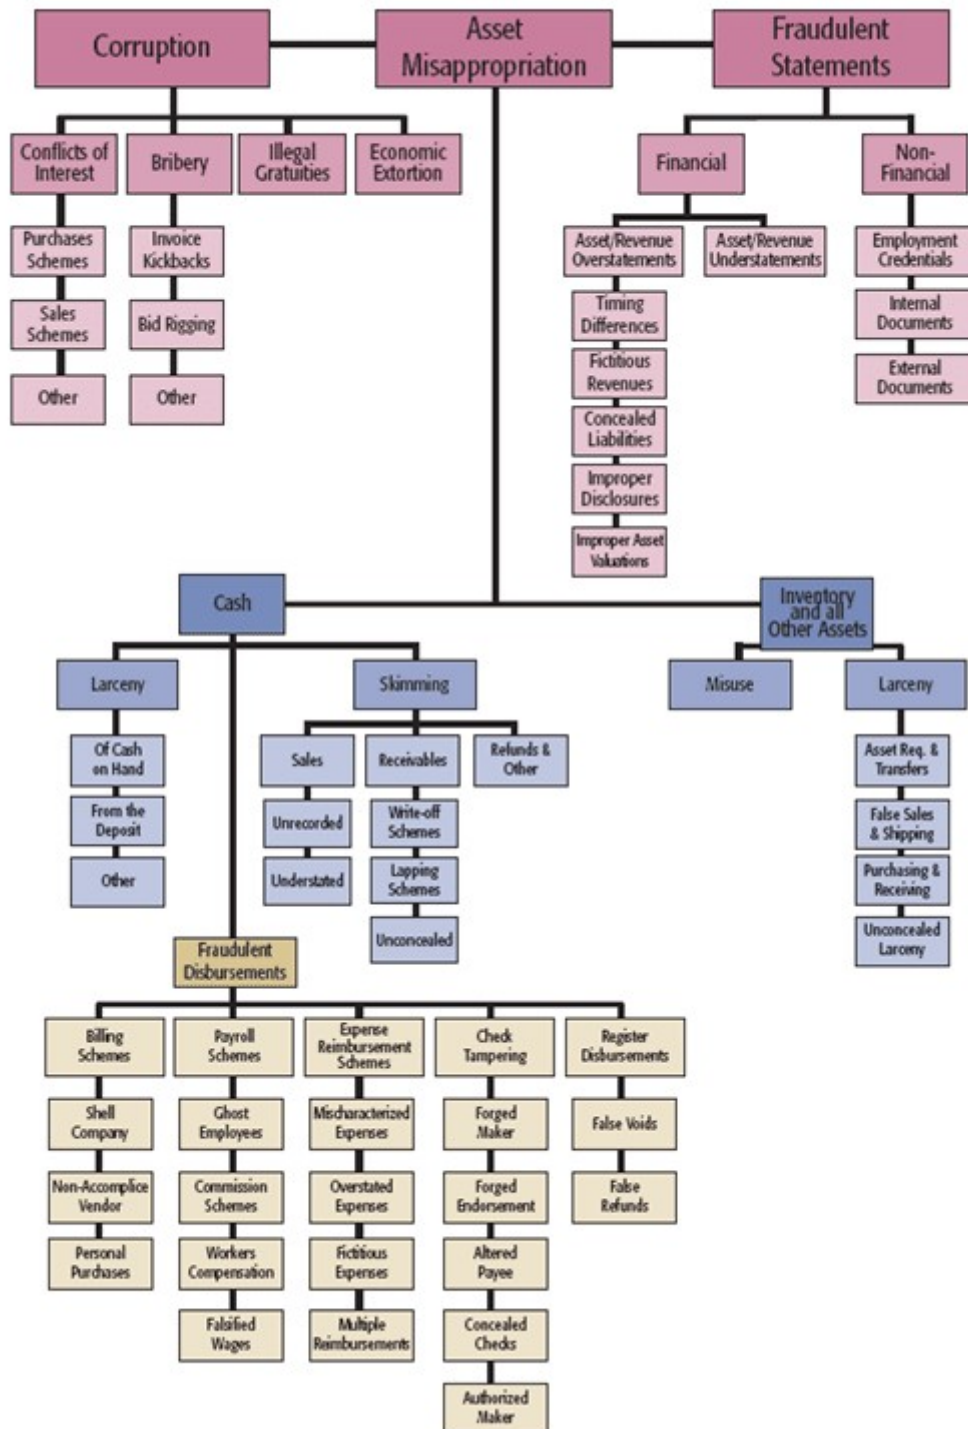 Corruption
Asset
Misappropriation
Fraudulent
Statements
Conflicts of
Interest
Bribery
Illegal
Gratuities
Economic
Extortion
Financial
Non-
Financial
Purchases
Schemes
Invoice
Kickbacks
Asset/Revenue
Overstatements
Asset/Revenue
Understatements
Employment
Credentials
Sales
Schemes
Bid Rigging
Timing
Differences
Internal
Documents
Other
Other
Fictitious
Revenues
External
Documents
Concealed
Liabilities
Improper
Disclosures
Improper Asset
Valuations
Cash
Inventory
and all
Other Assets
Larceny
Skimming
Misuse
Larceny
Of Cash
on Hand
Sales
Receivables
Refunds &
Other
Asset Req. &
Transfers
From the
Deposit
Unrecorded
Write-off
Schemes
False Sales
& Shipping
Other
Understated
Lapping
Schemes
Purchasing &
Receiving
Unconcealed
Unconcealed
Larceny
Fraudulent
Disbursements
Billing
Schemes
Payroll
Schemes
Expense
Reimbursement
Schemes
Check
Tampering
Register
Disbursements
Shell
Company
Ghost
Employees
Mischaracterized
Expenses
Forged
Maker
False Voids
Non-Accomplice
Vendor
Commission
Schemes
Overstated
Expenses
Forged
Endorsement
False
Refunds
Personal
Purchases
Workers
Compensation
Fictitious
Expenses
Altered
Payee
Falsified
Wages
Multiple
Reimbursements
Concealed
Checks
Authorized
Maker